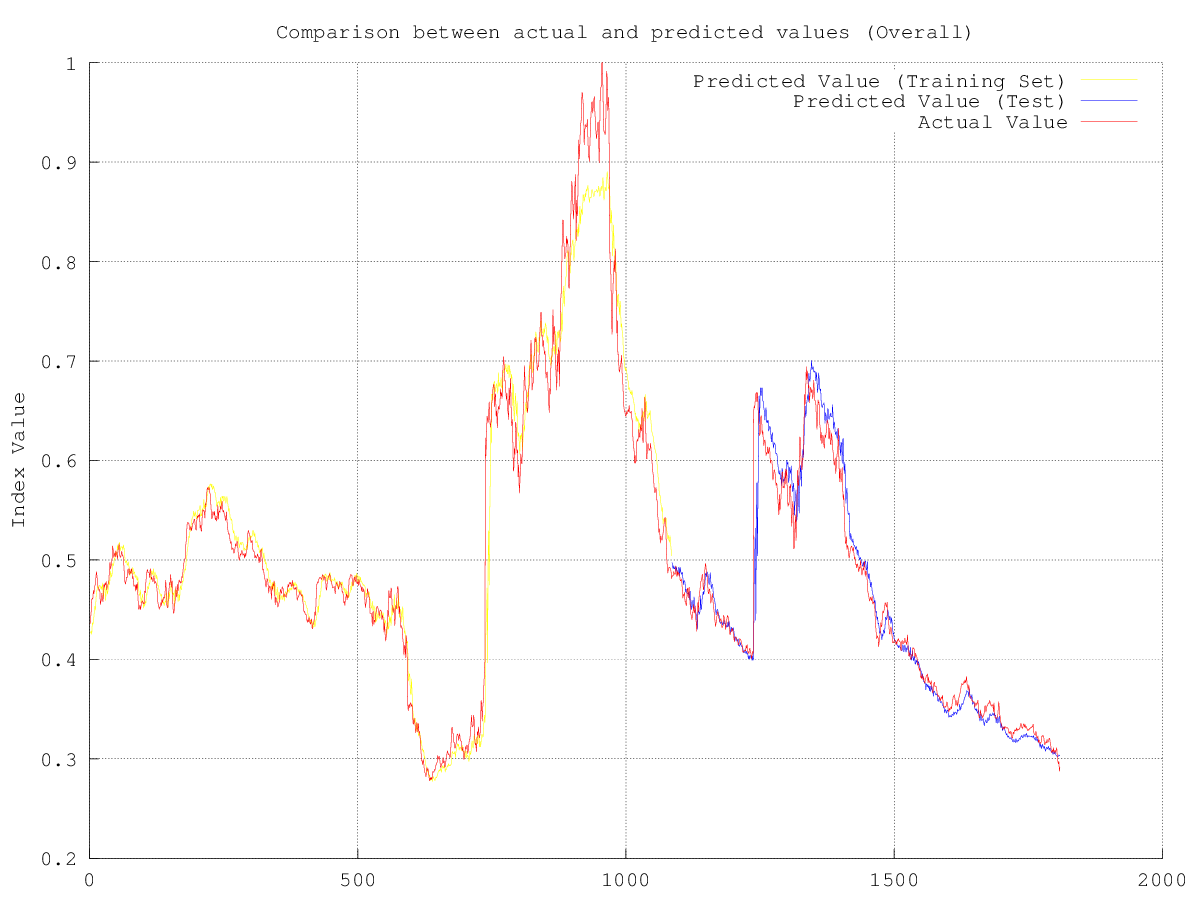 Comparison between actual and predicted values (Overall)
Predicted Value (Training Set)
Predicted Value (Test)
Actual Value
Index Value
1
0.9
0.8
0.7
0.6
0.5
0.4
0.3
0.2
0 500 1000 1500 2000